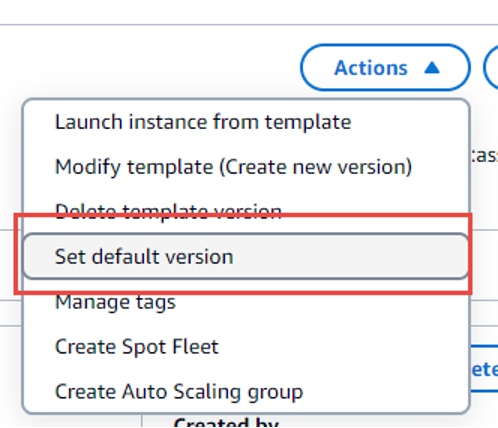 Actions
Launch instance from template
Modify template (Create new version)
:as
Delete template version
Set default version
Manage tags
Create Spot Fleet
ete
Create Auto Scaling group
Created by